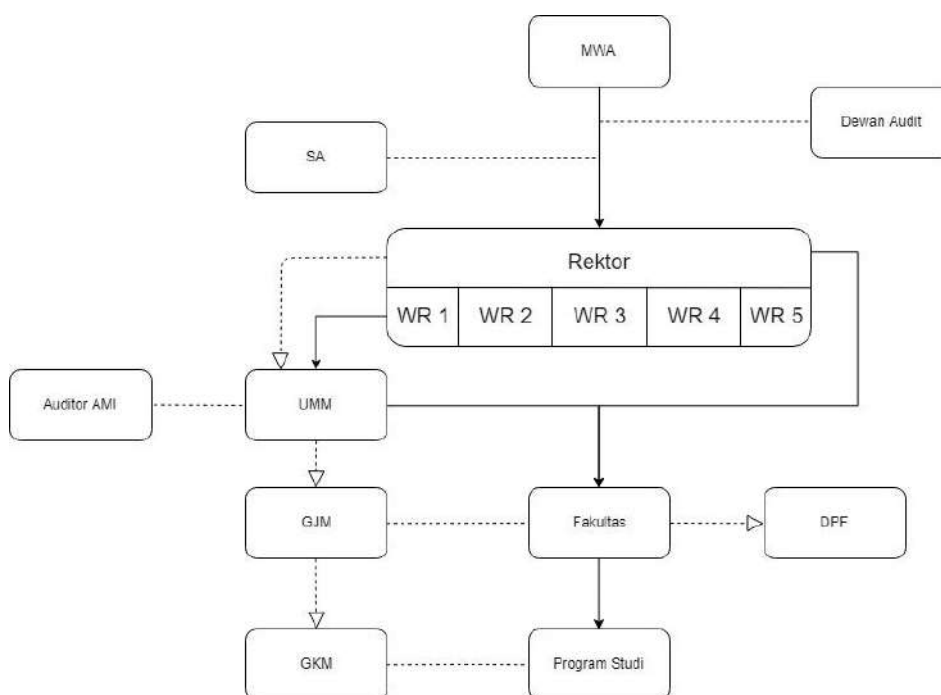 MWA
Dewan Audit
SA
Rektor
WR 1 WR 2 WR 3 WR 4 WR 5
Auditor AMI
UMM
GJM
Fakultas
DPF
GKM
Program Studi